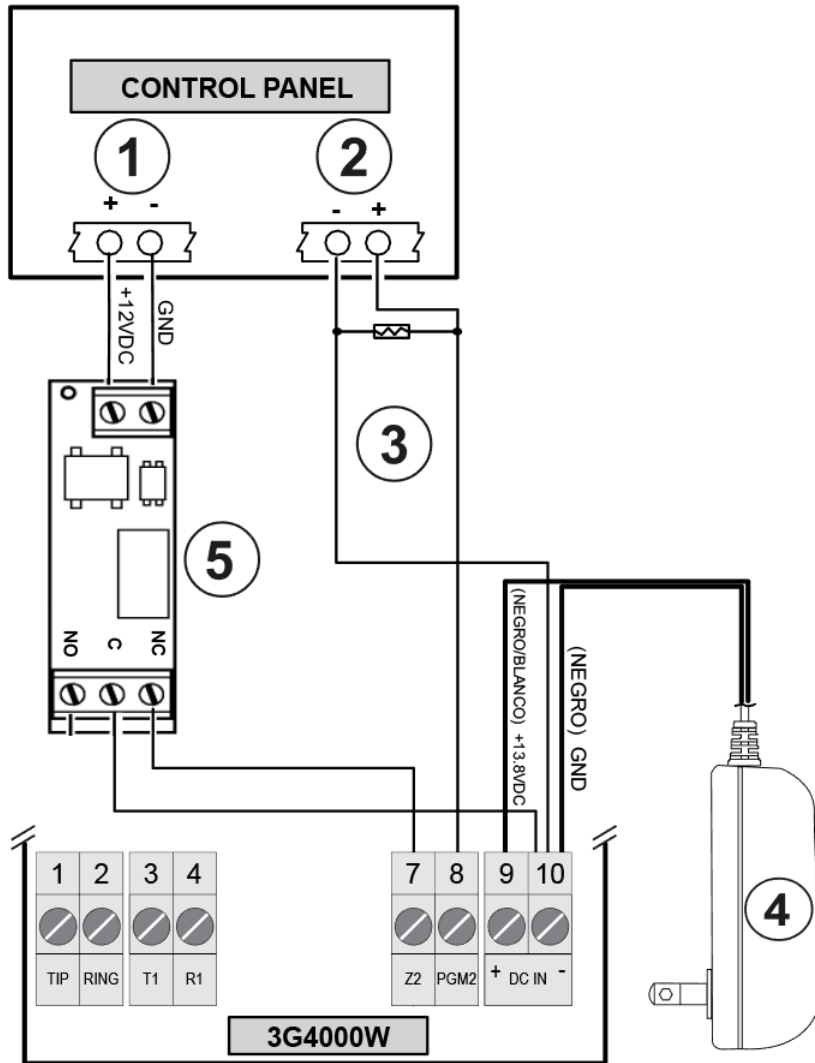 CONTROL PANEL
1 2
+ - - +
+12VDC
GND
3
5
NO C NC
(NEGRO/BLANCO) +13.8VDC
(NEGRO) GND
4
1 2 3 4 7 8 9 10
TIP RING T1 R1 Z2 PGM2 + DC IN -
3G4000W